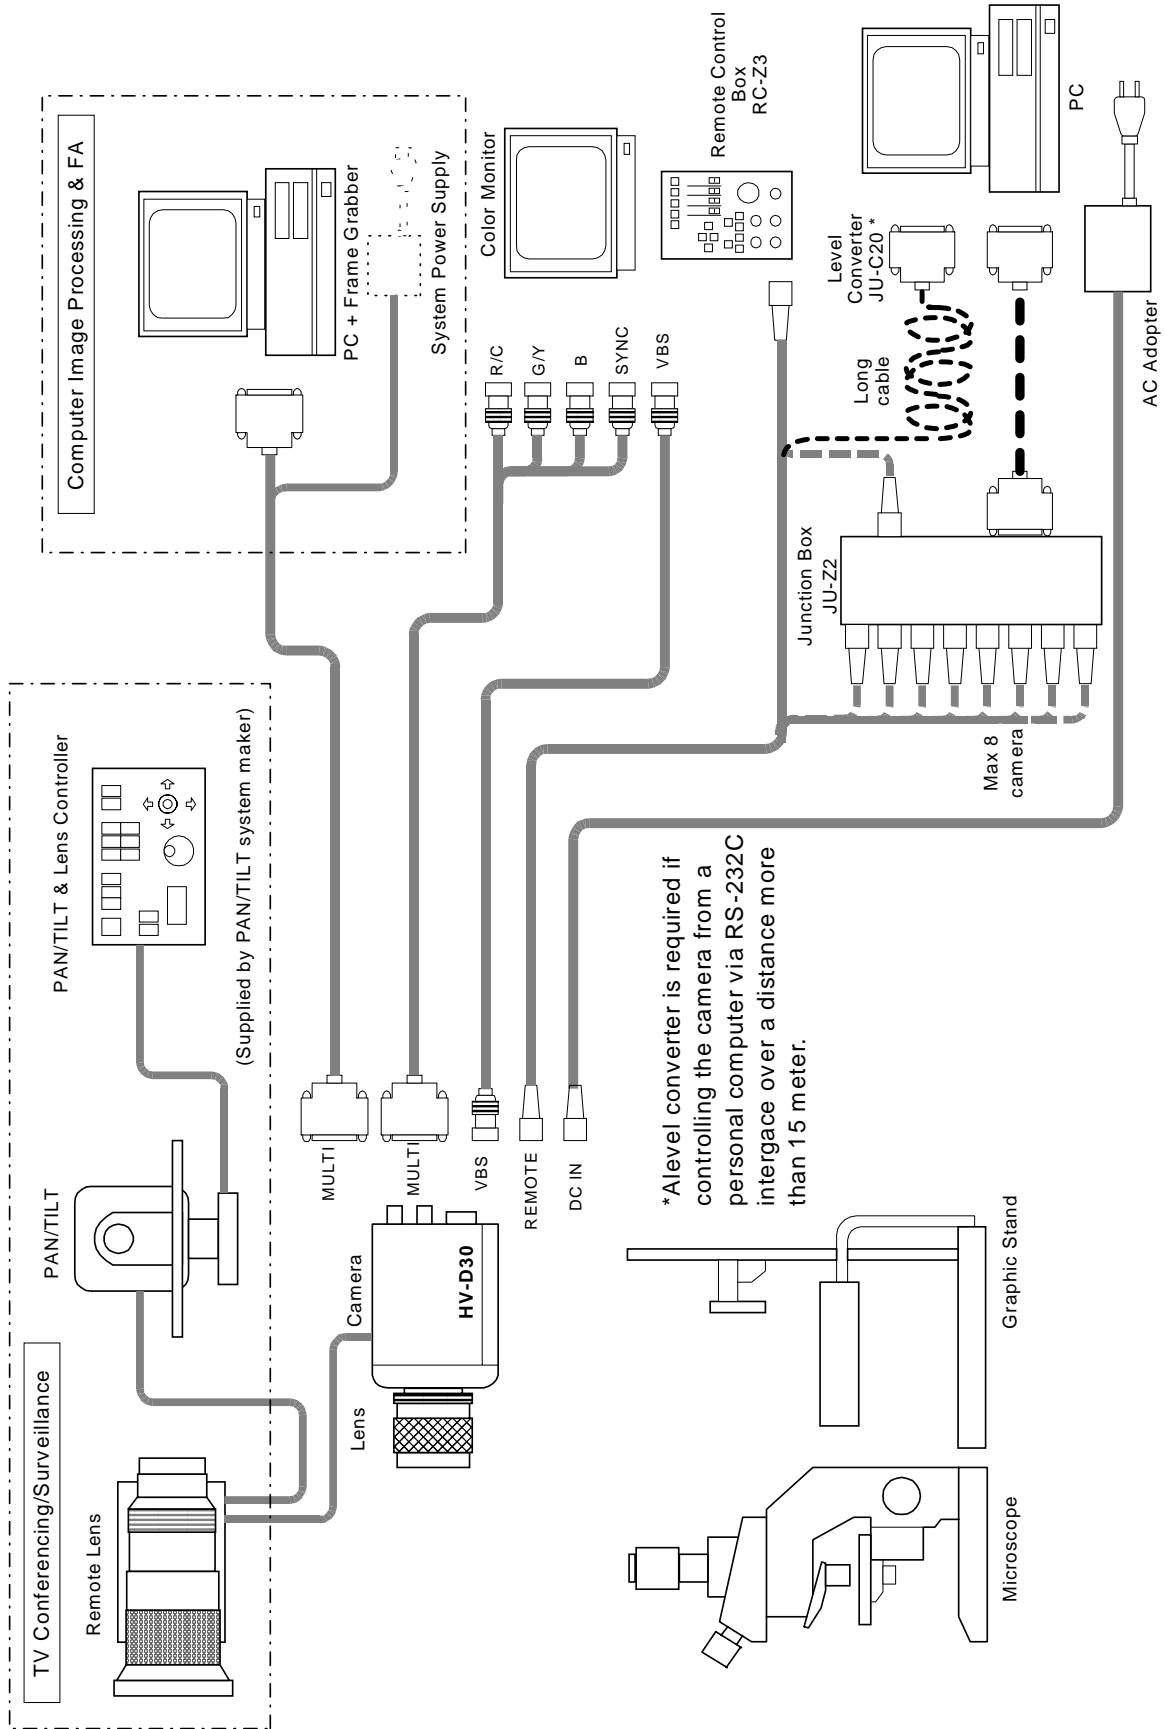 TV Conferencing/Surveillance
Remote Lens
PAN/TILT
PAN/TILT & Lens Controller
(Supplied by PAN/TILT system maker)
Computer Image Processing & FA
PC + Frame Grabber
System Power Supply
Lens
Camera
HV-D30
MULTI
MULTI
VBS
REMOTE
DC IN
R/C
G/Y
B
SYNC
VBS
Color Monitor
Remote Control
Box
RC-Z3
Level
Converter
JU-C20 *
Long
cable
Junction Box
JU-Z2
Max 8
camera
PC
AC Adopter
*Alevel converter is required if
controlling the camera from a
personal computer via RS-232C
intergace over a distance more
than 15 meter.
Microscope
Graphic Stand